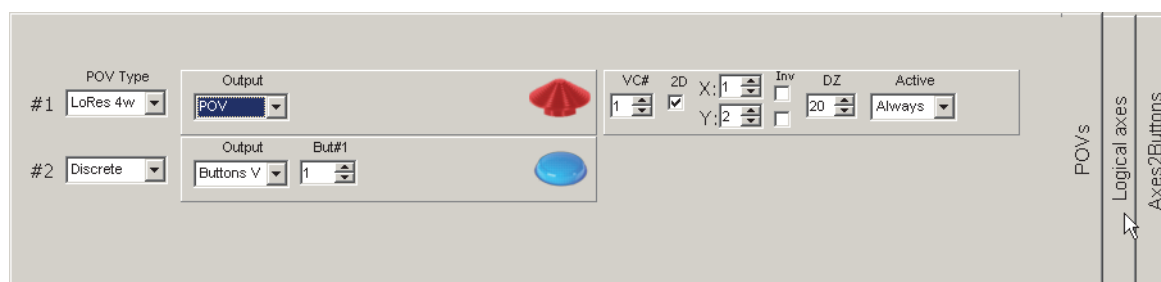 POV Type
Output
VC#
2D
X:
1
Inv
DZ
Active
#1
LoRes 4w
POV
1
Y:
2
20
Always
Output
But#1
#2
Discrete
Buttons V
1
POVs
Logical axes
Axes2Buttons